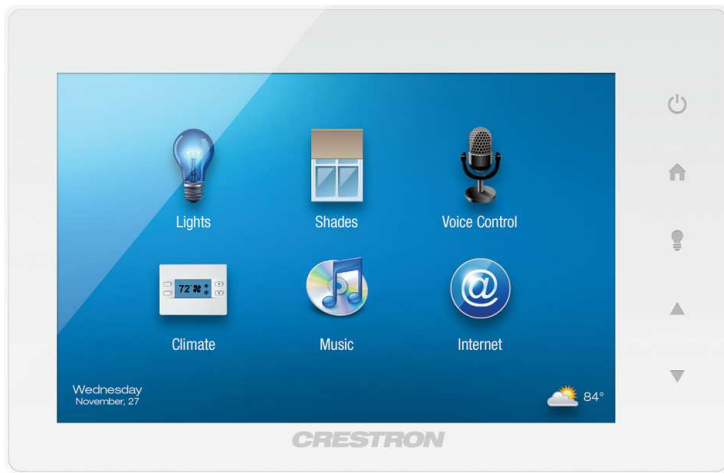 Lights
Shades
Voice Control
72°
Climate
Music
@
Internet
Wednesday
November, 27
84°
CRESTRON